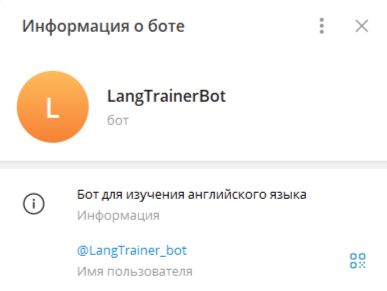 Информация о боте
L
LangTrainerBot
бот
Бот для изучения английского языка
Информация
@LangTrainer_bot
Имя пользователя